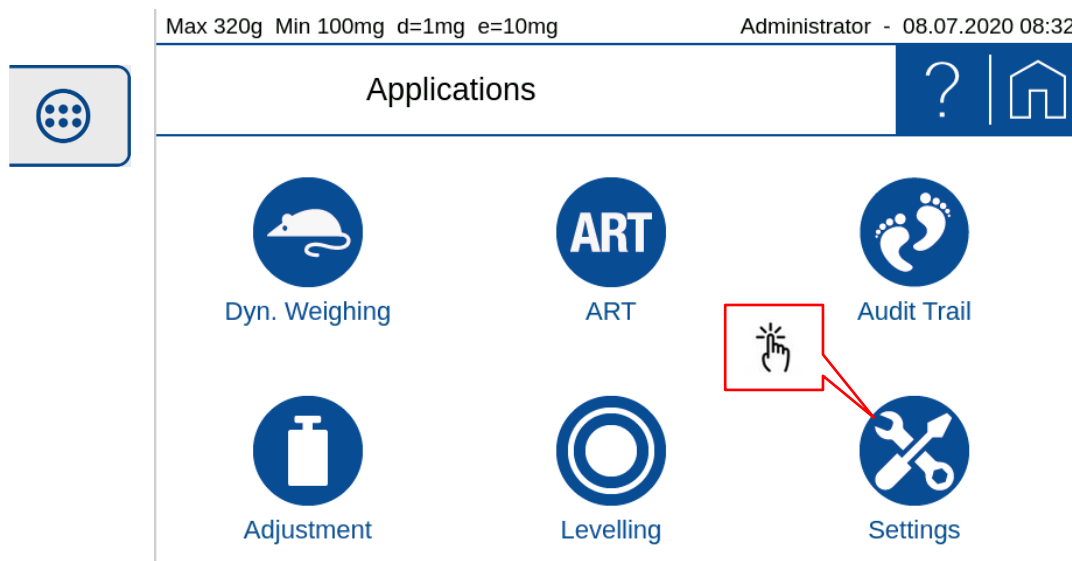 Max 320g Min 100mg d=1mg e=10mg Administrator - 08.07.2020 08:32
Applications ?
ART
Dyn. Weighing ART Audit Trail
Adjustment Levelling Settings